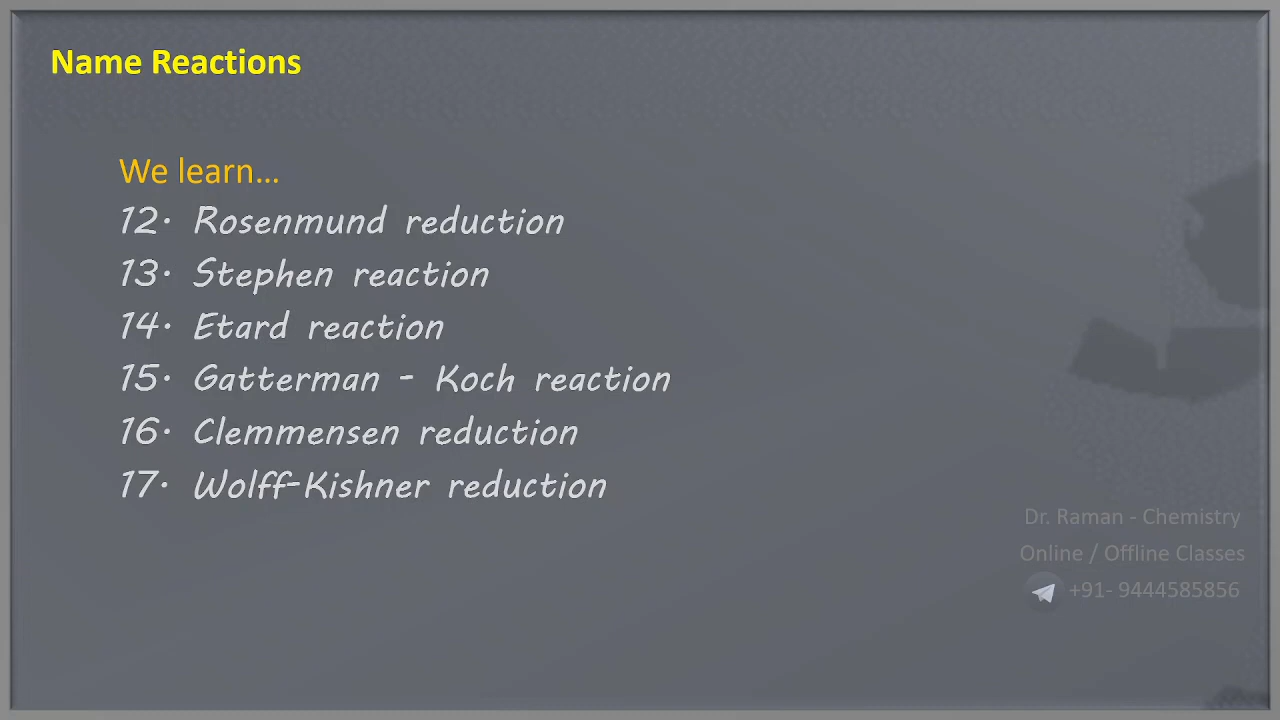 Name Reactions
We learn...
12. Rosenmund reduction
13. Stephen reaction
14. Etard reaction
15. Gatterman - Koch reaction
16. Clemmensen reduction
17. Wolff-Kishner reduction
Dr. Raman - Chemistry
Online / Offline Classes
+91- 9444585856